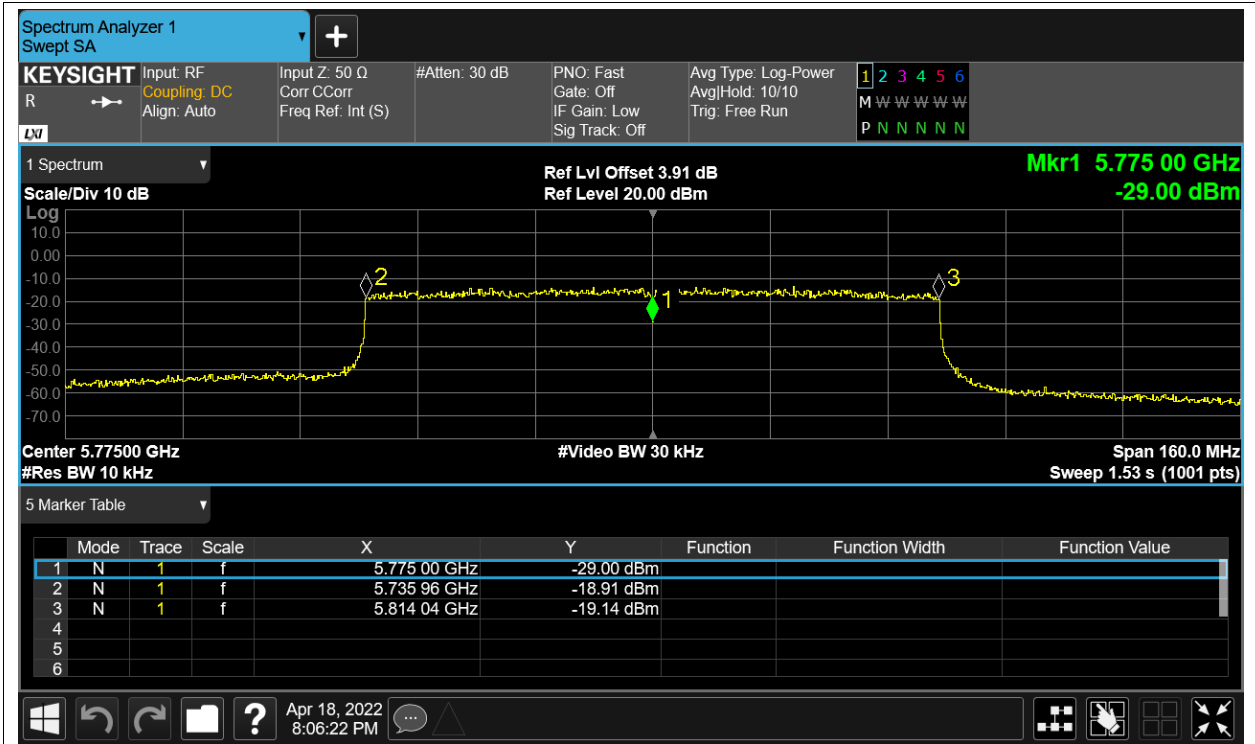 Spectrum Analyzer 1
Swept SA
+
KEYSIGHT Input: RF Input Z: 50 Ω #Atten: 30 dB PNO: Fast Avg Type: Log-Power 1 2 3 4 5 6
R Coupling: DC Corr CCorr Gate: Off Avg|Hold: 10/10 M W W W W W W
Align: Auto Freq Ref: Int (S) IF Gain: Low Trig: Free Run
LXI Sig Track: Off P N N N N N N
1 Spectrum Ref Lvl Offset 3.91 dB Mkr1 5.775 00 GHz
Scale/Div 10 dB Ref Level 20.00 dBm -29.00 dBm
Log
10.0
0.00
-10.0 2 3
-20.0 1
-30.0
-40.0
-50.0
-60.0
-70.0
Center 5.77500 GHz #Video BW 30 kHz Span 160.0 MHz
#Res BW 10 kHz Sweep 1.53 s (1001 pts)
5 Marker Table
Mode Trace Scale X Y Function Function Width Function Value
1 N 1 f 5.775 00 GHz -29.00 dBm
2 N 1 f 5.735 96 GHz -18.91 dBm
3 N 1 f 5.814 04 GHz -19.14 dBm
4
5
6
? Apr 18, 2022
8:06:22 PM